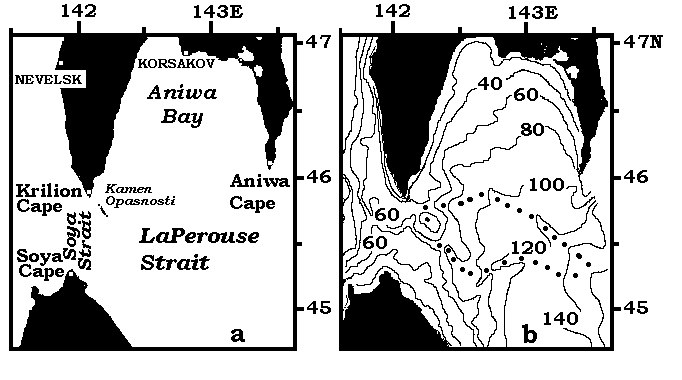 142 143E 142 143E
47 47N
NEVELSK KORSAKOV
Aniwa
Bay
40
60
80
46 46
Krilion
Cape
Kamen
Opasnosti
Aniwa
Cape
Soya
Strait
LaPerouse
Strait
Soya
Cape
100
60
60
120
45 45
140
a b